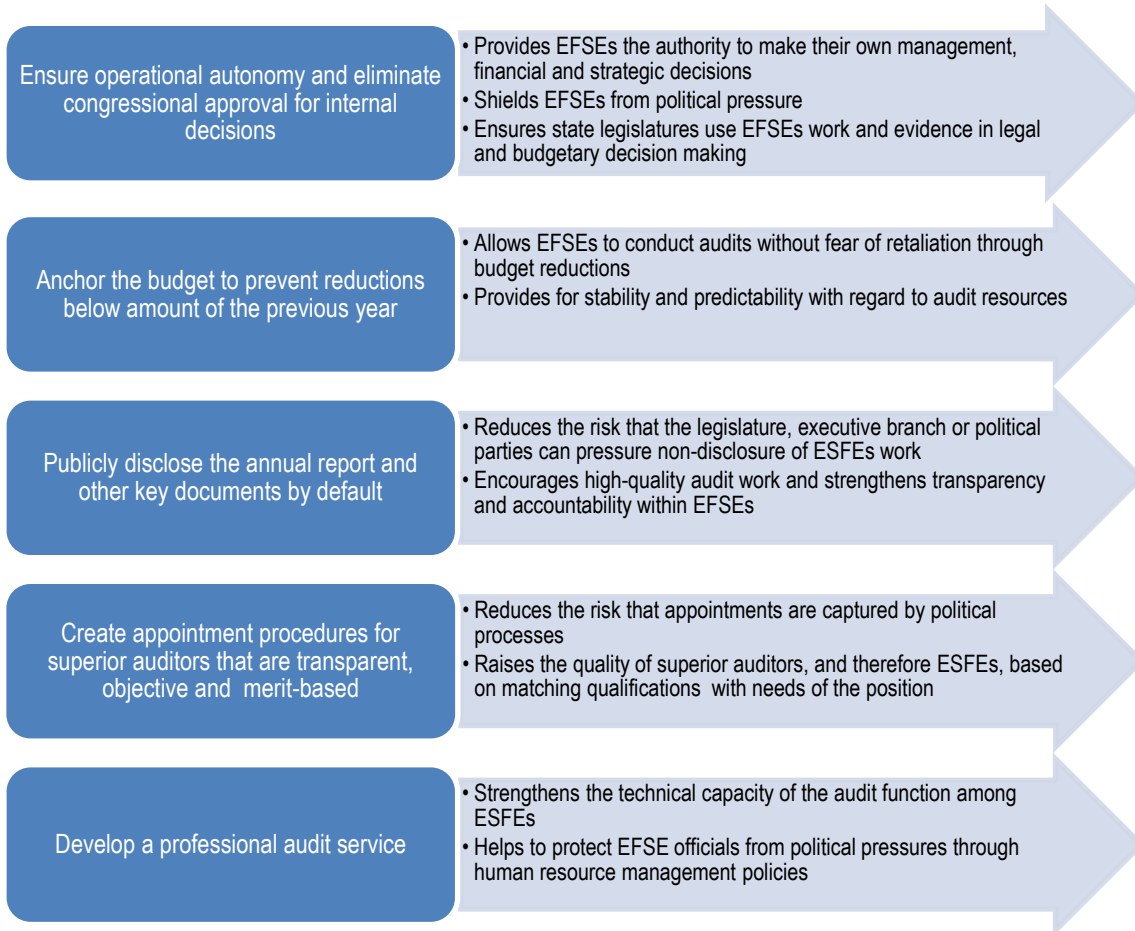 Ensure operational autonomy and eliminate
congressional approval for internal
decisions
• Provides EFSEs the authority to make their own management,
financial and strategic decisions
• Shields EFSEs from political pressure
• Ensures state legislatures use EFSEs work and evidence in legal
and budgetary decision making
Anchor the budget to prevent reductions
below amount of the previous year
• Allows EFSEs to conduct audits without fear of retaliation through
budget reductions
• Provides for stability and predictability with regard to audit resources
Publicly disclose the annual report and
other key documents by default
• Reduces the risk that the legislature, executive branch or political
parties can pressure non-disclosure of ESFEs work
• Encourages high-quality audit work and strengthens transparency
and accountability within EFSEs
Create appointment procedures for
superior auditors that are transparent,
objective and  merit-based
• Reduces the risk that appointments are captured by political
processes
• Raises the quality of superior auditors, and therefore ESFEs, based
on matching qualifications  with needs of the position
Develop a professional audit service
• Strengthens the technical capacity of the audit function among
ESFEs
• Helps to protect EFSE officials from political pressures through
human resource management policies